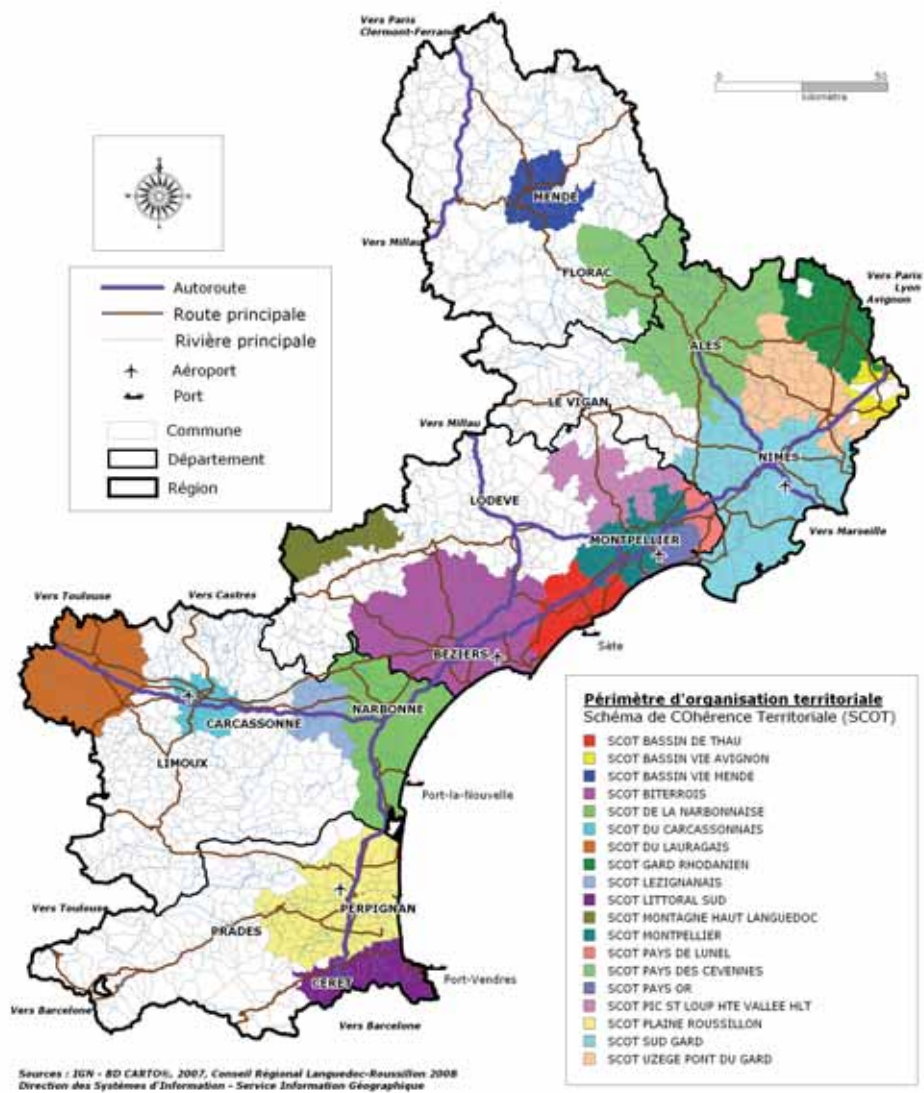 Vers Paris
Clermont-Ferrand
0 50
kilomètre
MENDE
Vers Millau
FLORAC
Vers Paris
Lyon
Avignon
Autoroute
Route principale
Rivière principale
Aéroport
Port
Commune
Département
Région
ALES
LE VIGAN
Vers Millau
NIMES
LODEVE
MONTPELLIER
Vers Marseille
Vers Toulouse
Vers Castres
Sète
BEZIERS
NARBONNE
CARCASSONNE
LIMOUX
Port-la-Nouvelle
Vers Toulouse
PERPIGNAN
PRADES
Port-Vendres
CERET
Vers Barcelone
Vers Barcelone
Périmètre d'organisation territoriale
Schéma de COhérence Territoriale (SCOT)
SCOT BASSIN DE THAU
SCOT BASSIN VIE AVIGNON
SCOT BASSIN VIE MENDE
SCOT BITERROIS
SCOT DE LA NARBONNAISE
SCOT DU CARCASSONNAIS
SCOT DU LAURAGAIS
SCOT GARD RHODANIEN
SCOT LEZIGNANAIS
SCOT LITTORAL SUD
SCOT MONTAGNE HAUT LANGUEDOC
SCOT MONTPELLIER
SCOT PAYS DE LUNEL
SCOT PAYS DES CEVENNES
SCOT PAYS OR
SCOT PIC ST LOUP HTE VALLEE HLT
SCOT PLAINE ROUSSILLON
SCOT SUD GARD
SCOT UZEGE PONT DU GARD
Sources : IGN - BD CARTO®, 2007, Conseil Régional Languedoc-Roussillon 2008
Direction des Systèmes d'Information - Service Information Géographique